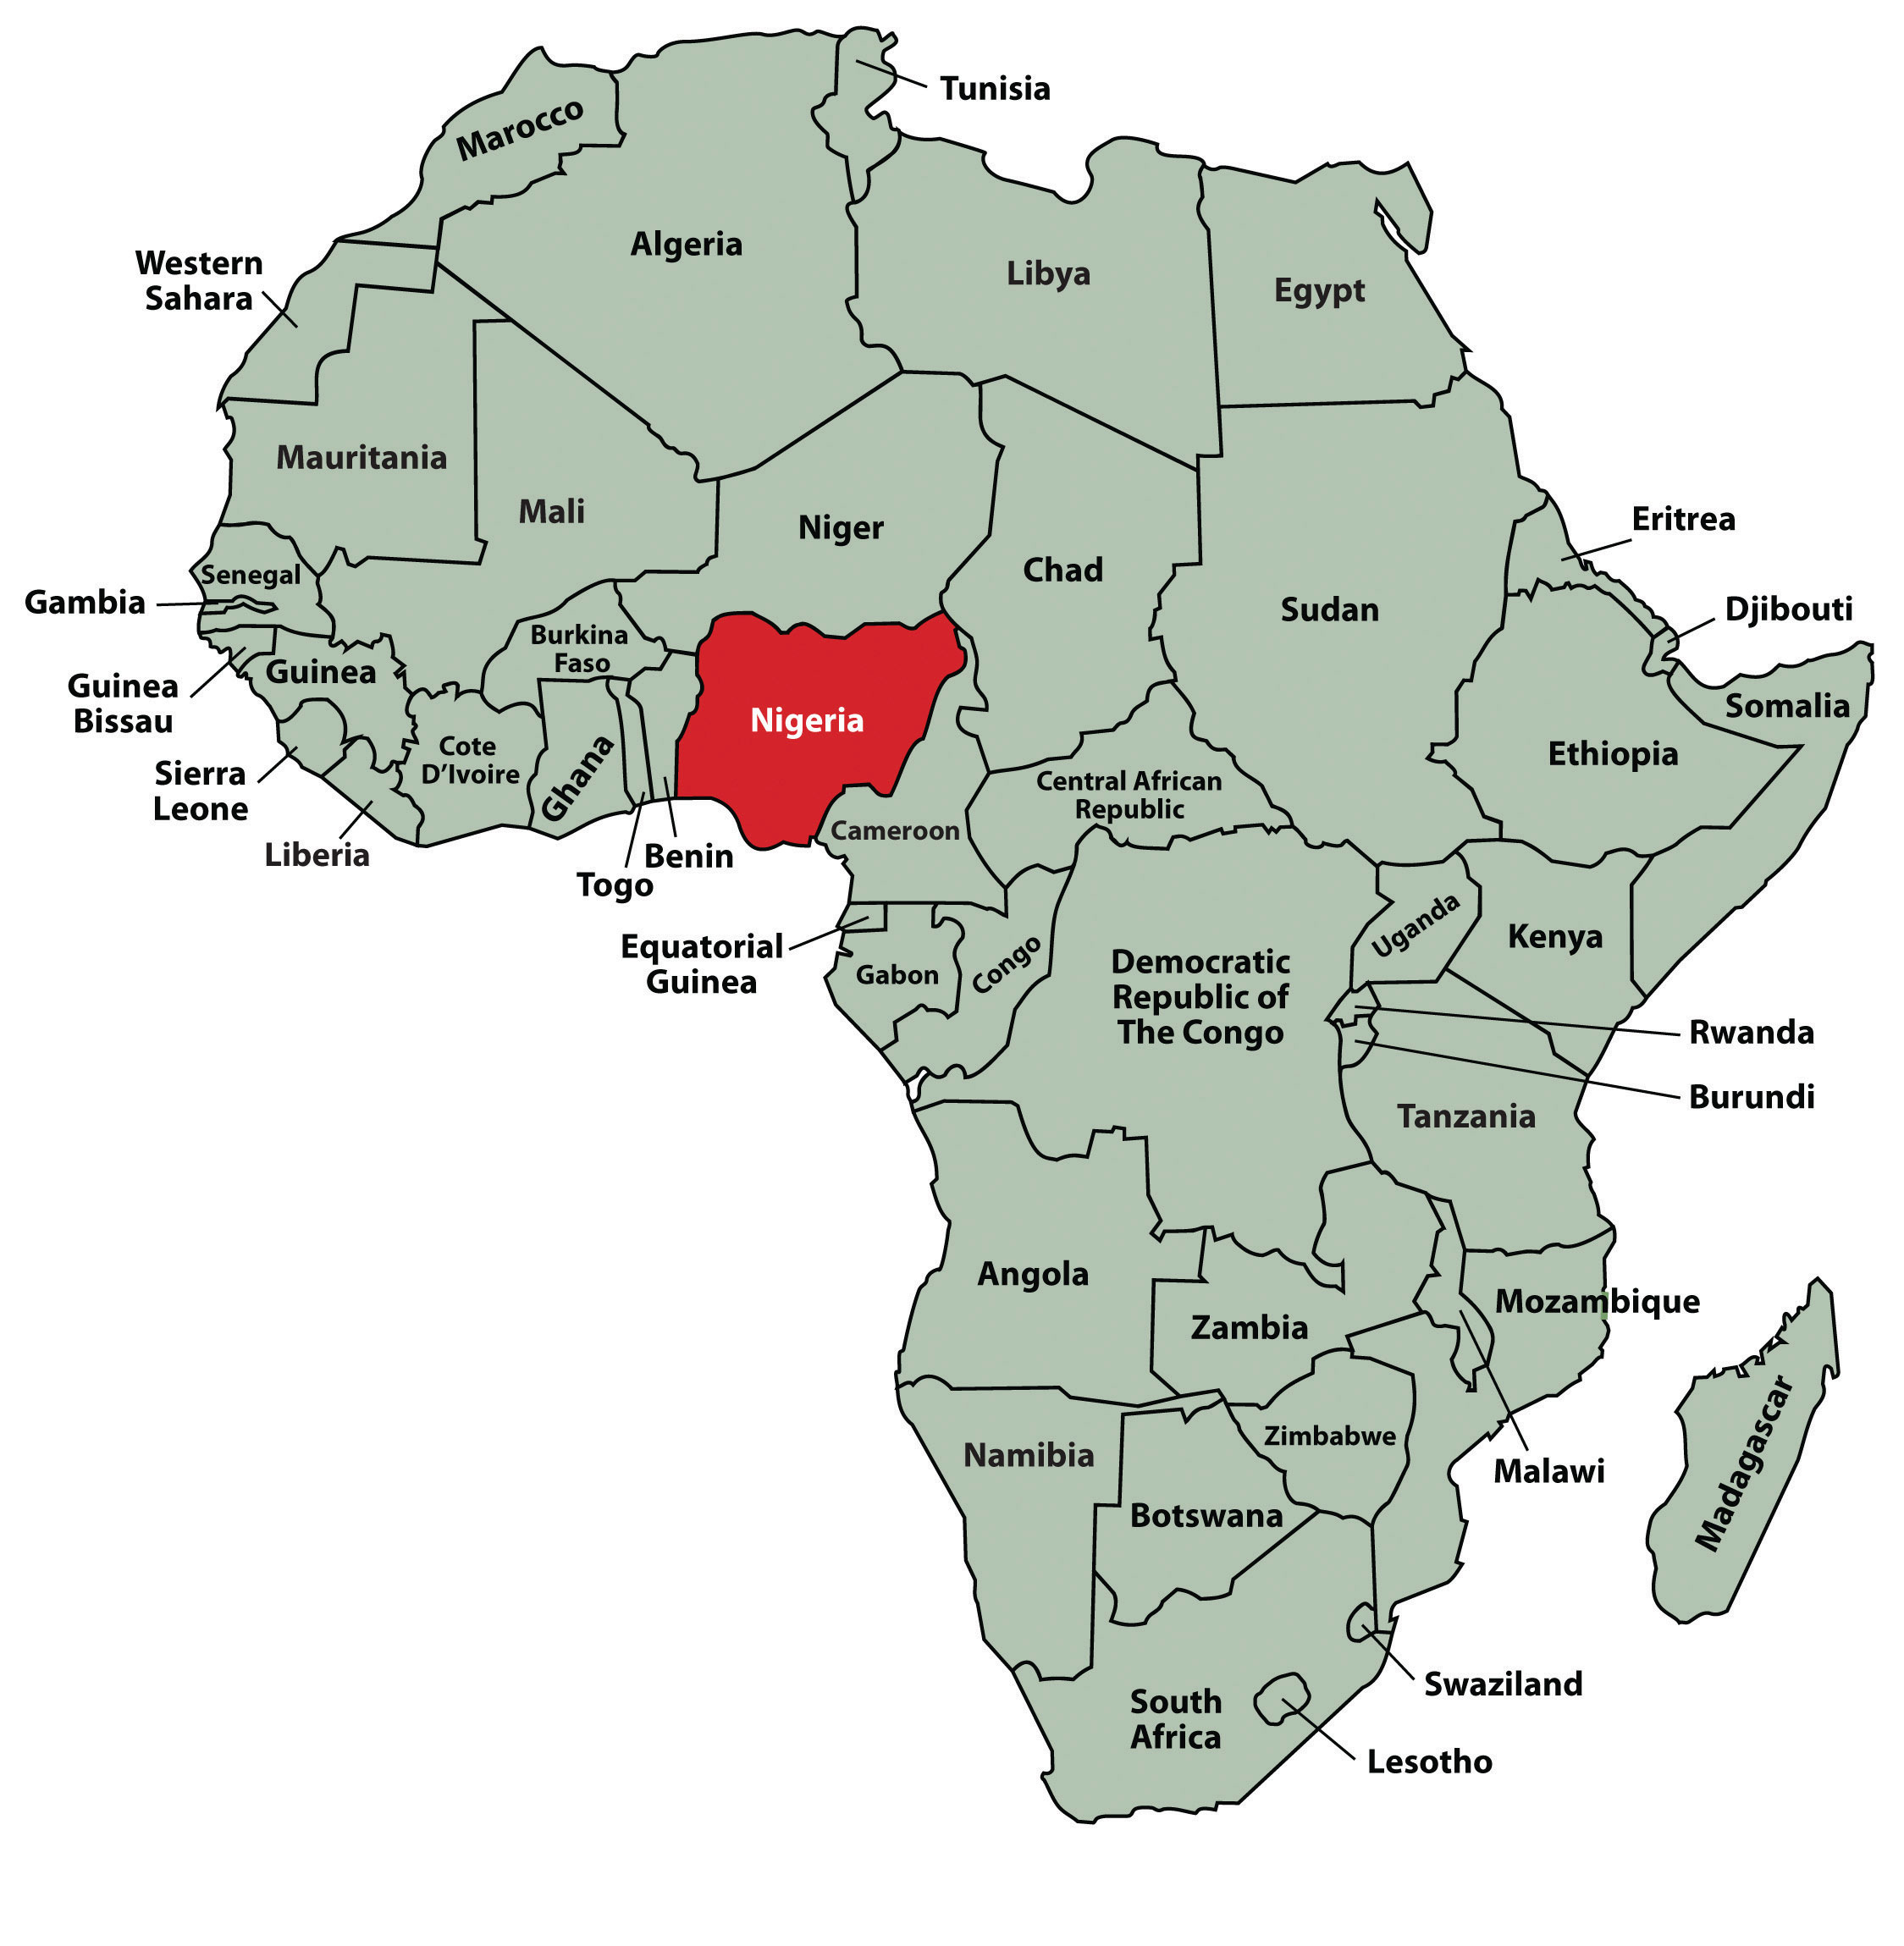 Tunisia
Marocco
Algeria
Libya
Egypt
Western
Sahara
Mauritania
Mali
Niger
Chad
Sudan
Eritrea
Djibouti
Senegal
Gambia
Guinea
Bissau
Guinea
Burkina
Faso
Nigeria
Somalia
Ethiopia
Sierra
Leone
Liberia
Cote
D'Ivoire
Ghana
Togo
Benin
Central African
Republic
Cameroon
Equatorial
Guinea
Gabon
Congo
Democratic
Republic of
The Congo
Uganda
Kenya
Rwanda
Burundi
Tanzania
Angola
Zambia
Mozambique
Malawi
Madagascar
Namibia
Zimbabwe
Botswana
Swaziland
South
Africa
Lesotho